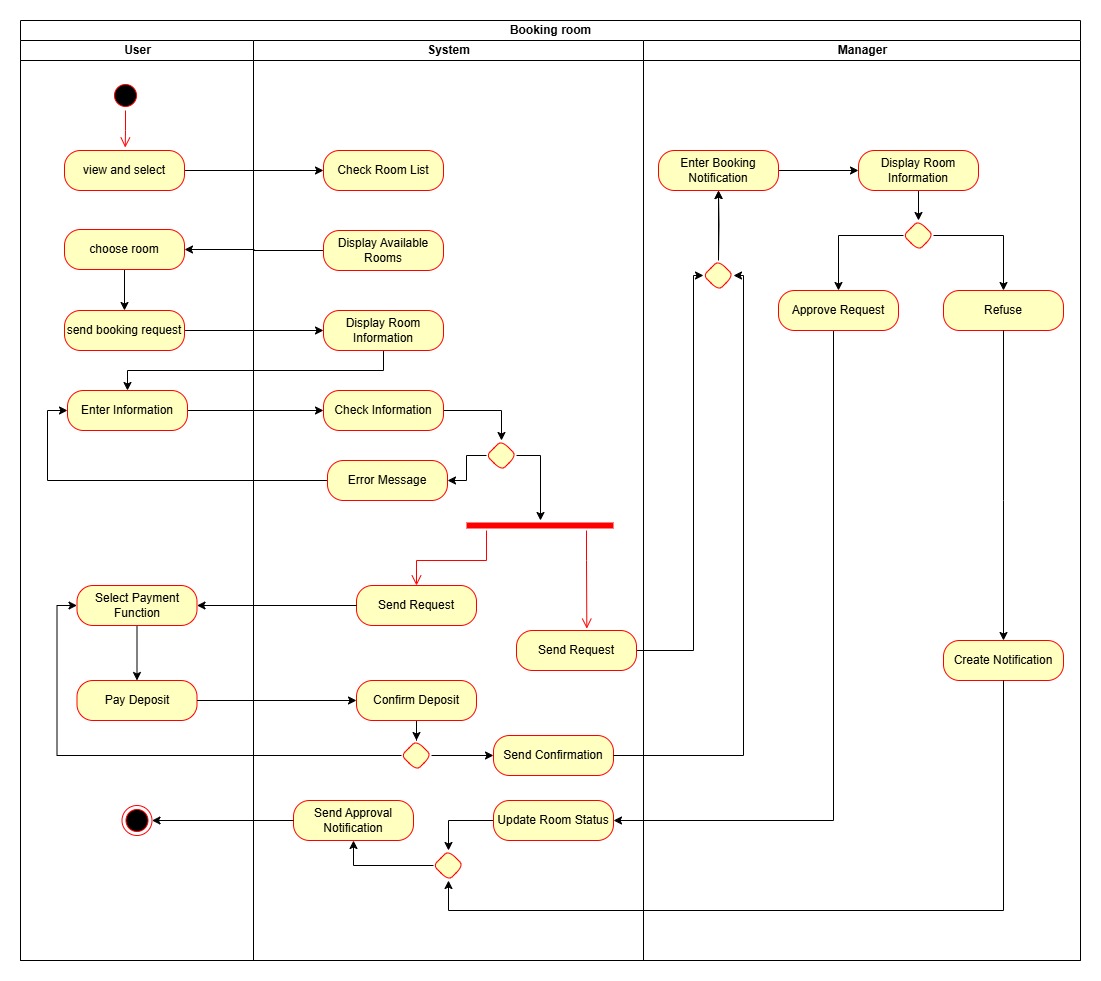 Booking room
User
System
Manager
view and select
Check Room List
Enter Booking
Notification
Display Room
Information
choose room
Display Available
Rooms
Approve Request
Refuse
send booking request
Display Room
Information
Enter Information
Check Information
Error Message
Select Payment
Function
Send Request
Send Request
Create Notification
Pay Deposit
Confirm Deposit
Send Confirmation
Send Approval
Notification
Update Room Status